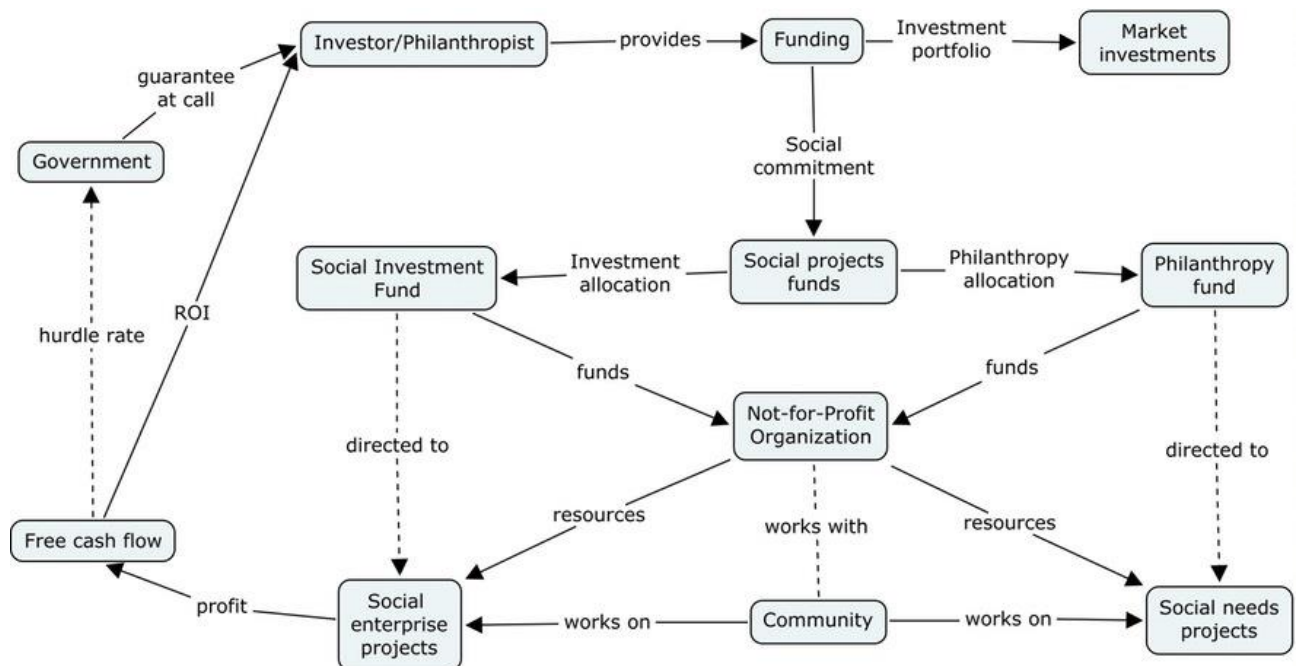 Investor/Philanthropist
provides
Funding
Investment
portfolio
Market
investments
guarantee
at call
Government
Social
commitment
Social Investment
Fund
Investment
allocation
Social projects
funds
Philanthropy
allocation
Philanthropy
fund
hurdle rate
ROI
funds
funds
directed to
Not-for-Profit
Organization
directed to
resources
works with
resources
Free cash flow
profit
Social
enterprise
projects
works on
Community
works on
Social needs
projects